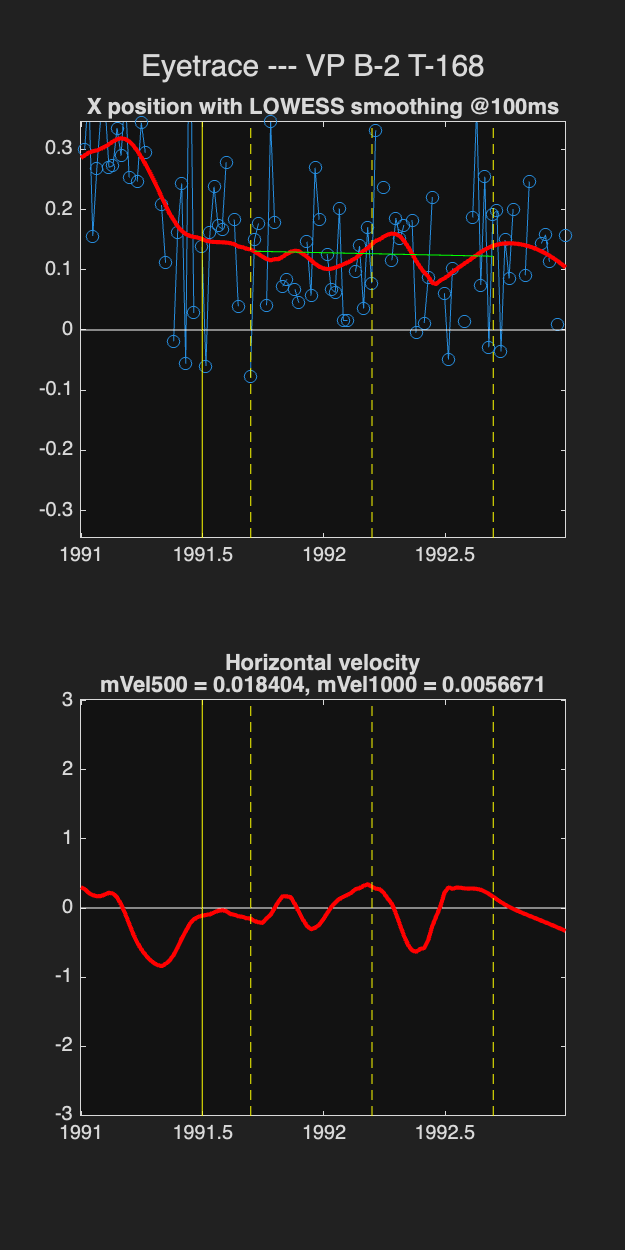 Eyetrace --- VP B-2 T-168
X position with LOWESS smoothing @100ms
0.3
0.2
0.1
0
-0.1
-0.2
-0.3
1991 1991.5 1992 1992.5
Horizontal velocity
mVel500 = 0.018404, mVel1000 = 0.0056671
3
2
1
0
-1
-2
-3
1991 1991.5 1992 1992.5